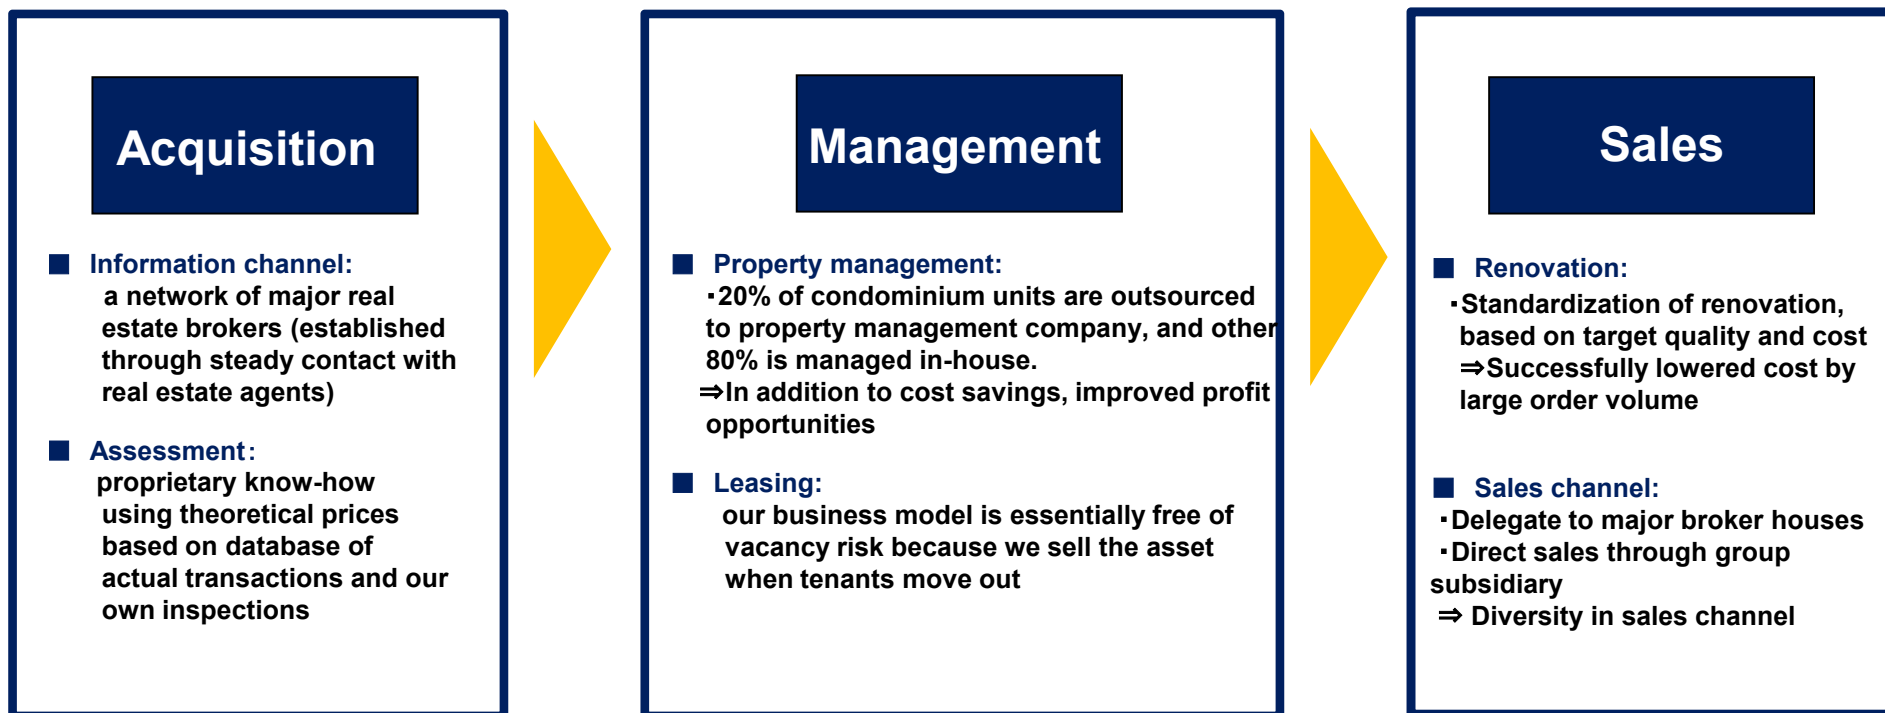 Acquisition
■ Information channel:
a network of major real
estate brokers (established
through steady contact with
real estate agents)
■ Assessment:
proprietary know-how
using theoretical prices
based on database of
actual transactions and our
own inspections
Management
■ Property management:
・20% of condominium units are outsourced
to property management company, and other
80% is managed in-house.
⇒In addition to cost savings, improved profit
opportunities
■ Leasing:
our business model is essentially free of
vacancy risk because we sell the asset
when tenants move out
Sales
■ Renovation:
・Standardization of renovation,
based on target quality and cost
⇒Successfully lowered cost by
large order volume
■ Sales channel:
・Delegate to major broker houses
・Direct sales through group
subsidiary
⇒ Diversity in sales channel